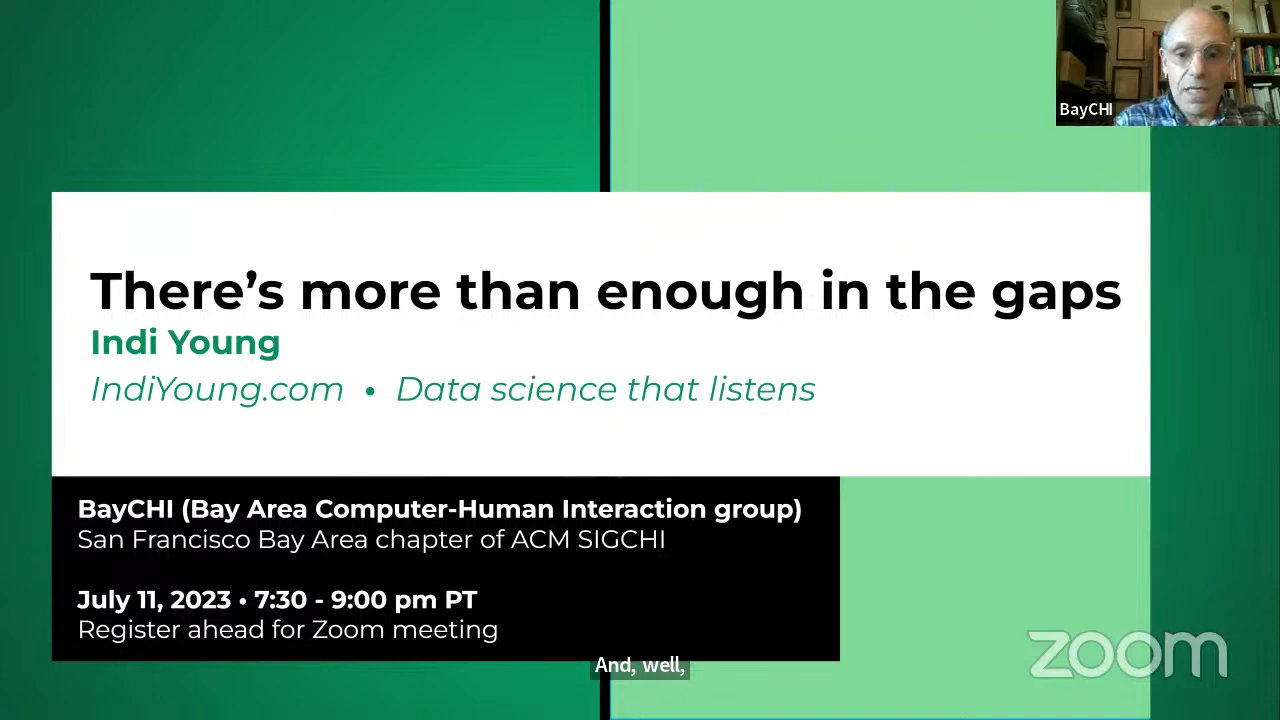 BayCHI
There's more than enough in the gaps
Indi Young
IndiYoung.com • Data science that listens
BayCHI (Bay Area Computer-Human Interaction group)
San Francisco Bay Area chapter of ACM SIGCHI
July 11, 2023 • 7:30 - 9:00 pm PT
Register ahead for Zoom meeting
And, well,
zoom